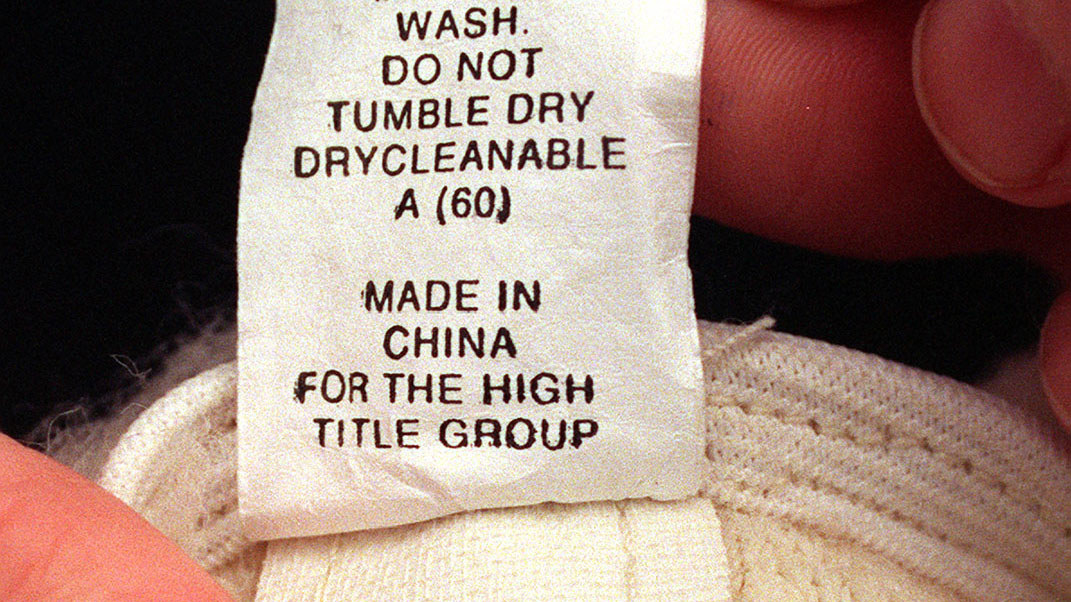 WASH.
DO NOT
TUMBLE DRY
DRYCLEANABLE
A (60)
MADE IN
CHINA
FOR THE HIGH
TITLE GROUP